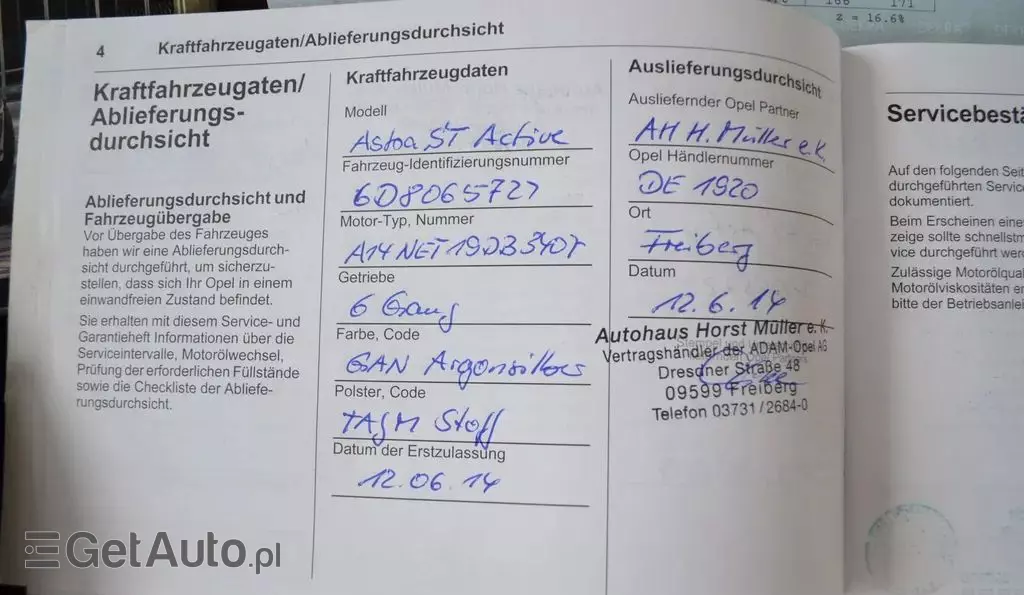 166 171
z = 16.6%
4 Kraftfahrzeugaten/Ablieferungsdurchsicht
Kraftfahrzeugaten/
Ablieferungs-
durchsicht
Ablieferungsdurchsicht und
Fahrzeugübergabe
Vor Übergabe des Fahrzeuges
haben wir eine Ablieferungsdurch-
sicht durchgeführt, um sicherzu-
stellen, dass sich Ihr Opel in einem
einwandfreien Zustand befindet.
Sie erhalten mit diesem Service- und
Garantieheft Informationen über die
Serviceintervalle, Motorölwechsel,
Prüfung der erforderlichen Füllstände
sowie die Checkliste der Abliefe-
rungsdurchsicht.
Kraftfahrzeugdaten
Modell
Astra ST Active
Fahrzeug-Identifizierungsnummer
6D8065727
Motor-Typ, Nummer
A14NET19DB3407
Getriebe
6 Gang
Farbe, Code
GAN Argonsilber
Polster, Code
TAJM Stoff
Datum der Erstzulassung
12.06.14
Auslieferungsdurchsicht
Ausliefernder Opel Partner
AH H. Müller e.K.
Opel Händlernummer
DE 1920
Ort
Freiberg
Datum
12.6.14
Autohaus Horst Müller e. K.
Vertragshändler der ADAM-Opel AG
Dresdner Straße 48
09599 Freiberg
Telefon 03731/2684-0
Servicebestä
Auf den folgenden Seit
durchgeführten Servic
dokumentiert.
Beim Erscheinen eine
zeige sollte schnellstm
vice durchgeführt werd
Zulässige Motorölqual
Motorölviskositäten er
bitte der Betriebsanlei
GetAuto.pl